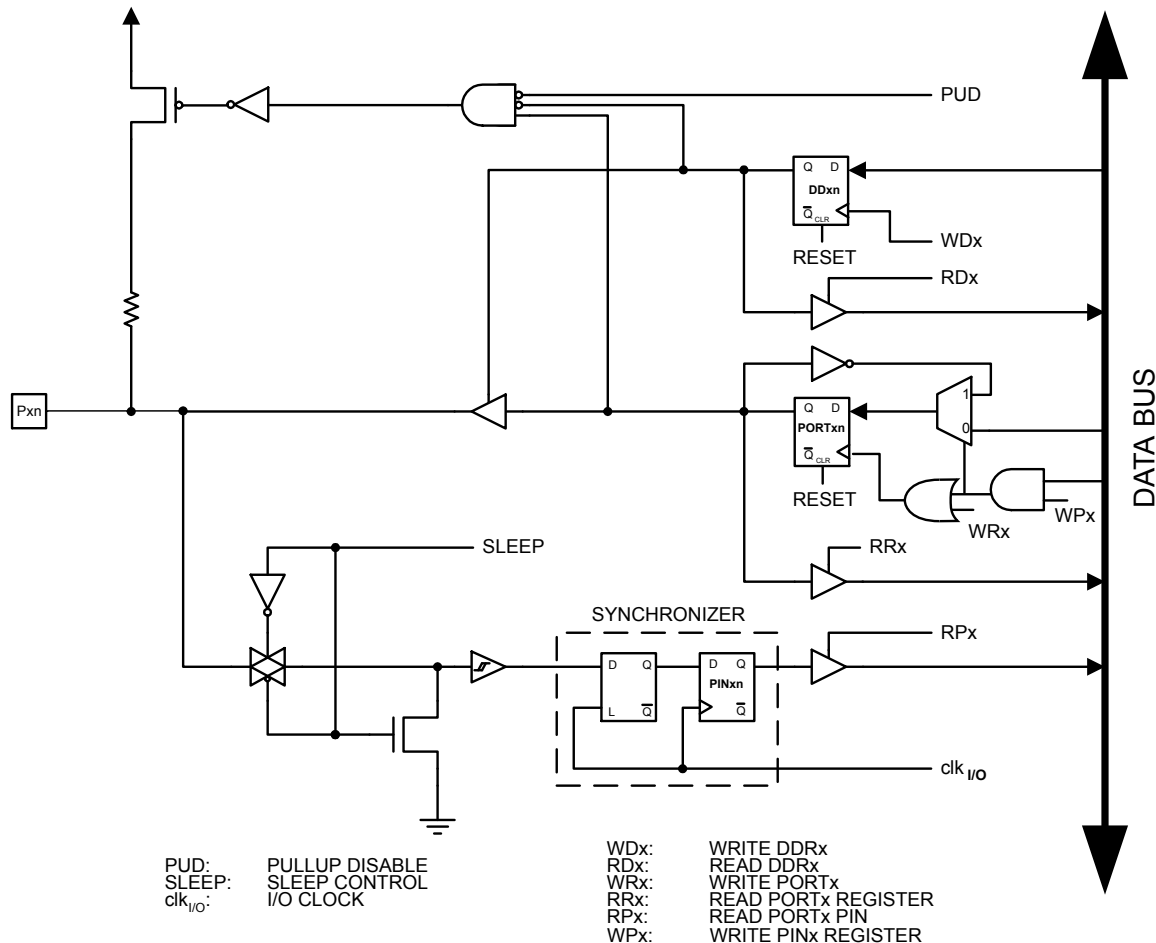 PUD
Q D
DDxn
Q CLR
WDx
RESET
RDx
Pxn
1
Q D
PORTxn
0
Q CLR
RESET
WPx
WRx
DATA BUS
SLEEP
RRx
SYNCHRONIZER
RPx
D Q
D Q
PINxn
L Q
Q
clk I/O
PUD: PULLUP DISABLE
SLEEP: SLEEP CONTROL
clk I/O: I/O CLOCK
WDx: WRITE DDRx
RDx: READ DDRx
WRx: WRITE PORTx
RRx: READ PORTx REGISTER
RPx: READ PORTx PIN
WPx: WRITE PINx REGISTER